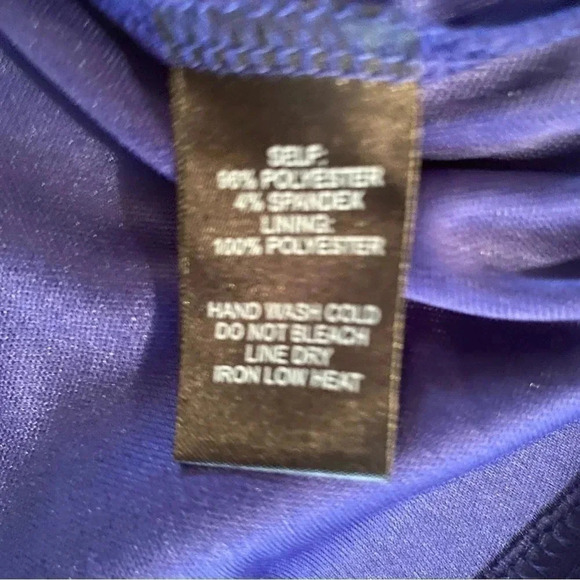 SELF:
96% POLYESTER
4% SPANDEX
LINING:
100% POLYESTER
HAND WASH COLD
DO NOT BLEACH
LINE DRY
IRON LOW HEAT